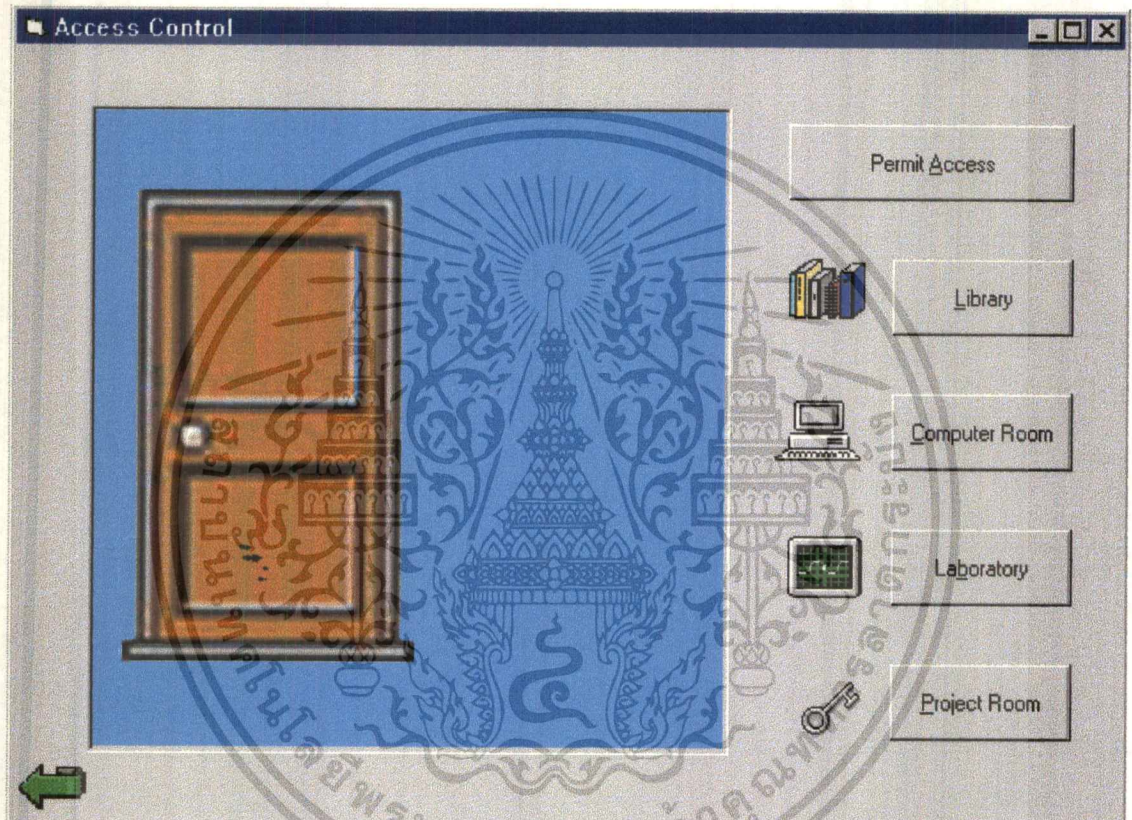 Access Control
Permit Access
Library
Computer Room
Laboratory
Project Room